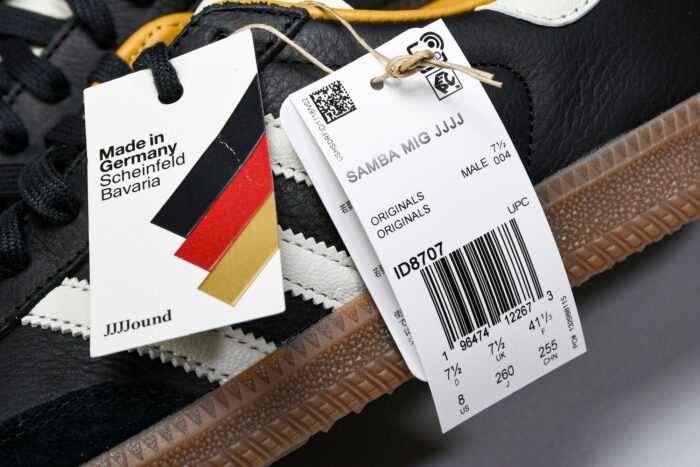 Made in
Germany
Scheinfeld
Bavaria
JJJJound
SAMBA MIG JJJJ
MALE 7½
004
ORIGINALS
ORIGINALS
UPC
ID8707
1 96474 12267 3
7½ 7½ 41⅓
D UK F
8 260 255
US J CHN